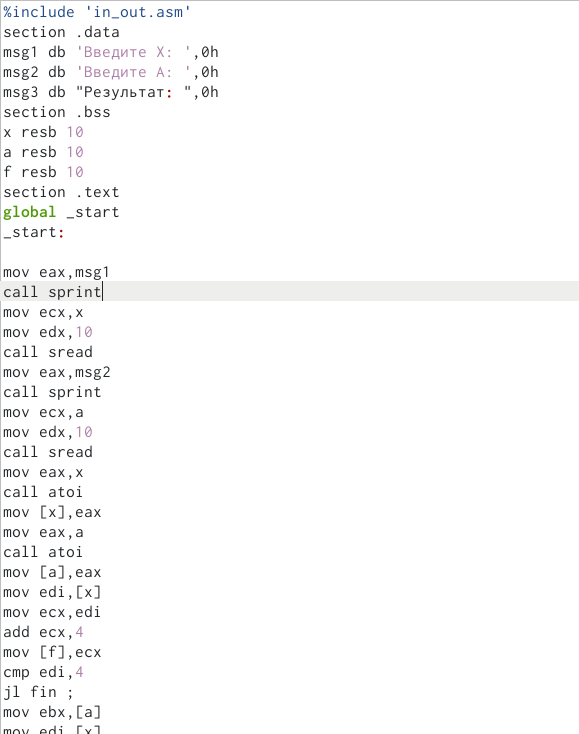 %include 'in_out.asm'
section .data
msg1 db 'Введите X: ',0h
msg2 db 'Введите A: ',0h
msg3 db "Результат: ",0h
section .bss
x resb 10
a resb 10
f resb 10
section .text
global _start
_start:
mov eax,msg1
call sprint
mov ecx,x
mov edx,10
call sread
mov eax,msg2
call sprint
mov ecx,a
mov edx,10
call sread
mov eax,x
call atoi
mov [x],eax
mov eax,a
call atoi
mov [a],eax
mov edi,[x]
mov ecx,edi
add ecx,4
mov [f],ecx
cmp edi,4
jl fin ;
mov ebx,[a]
mov edi,[x]